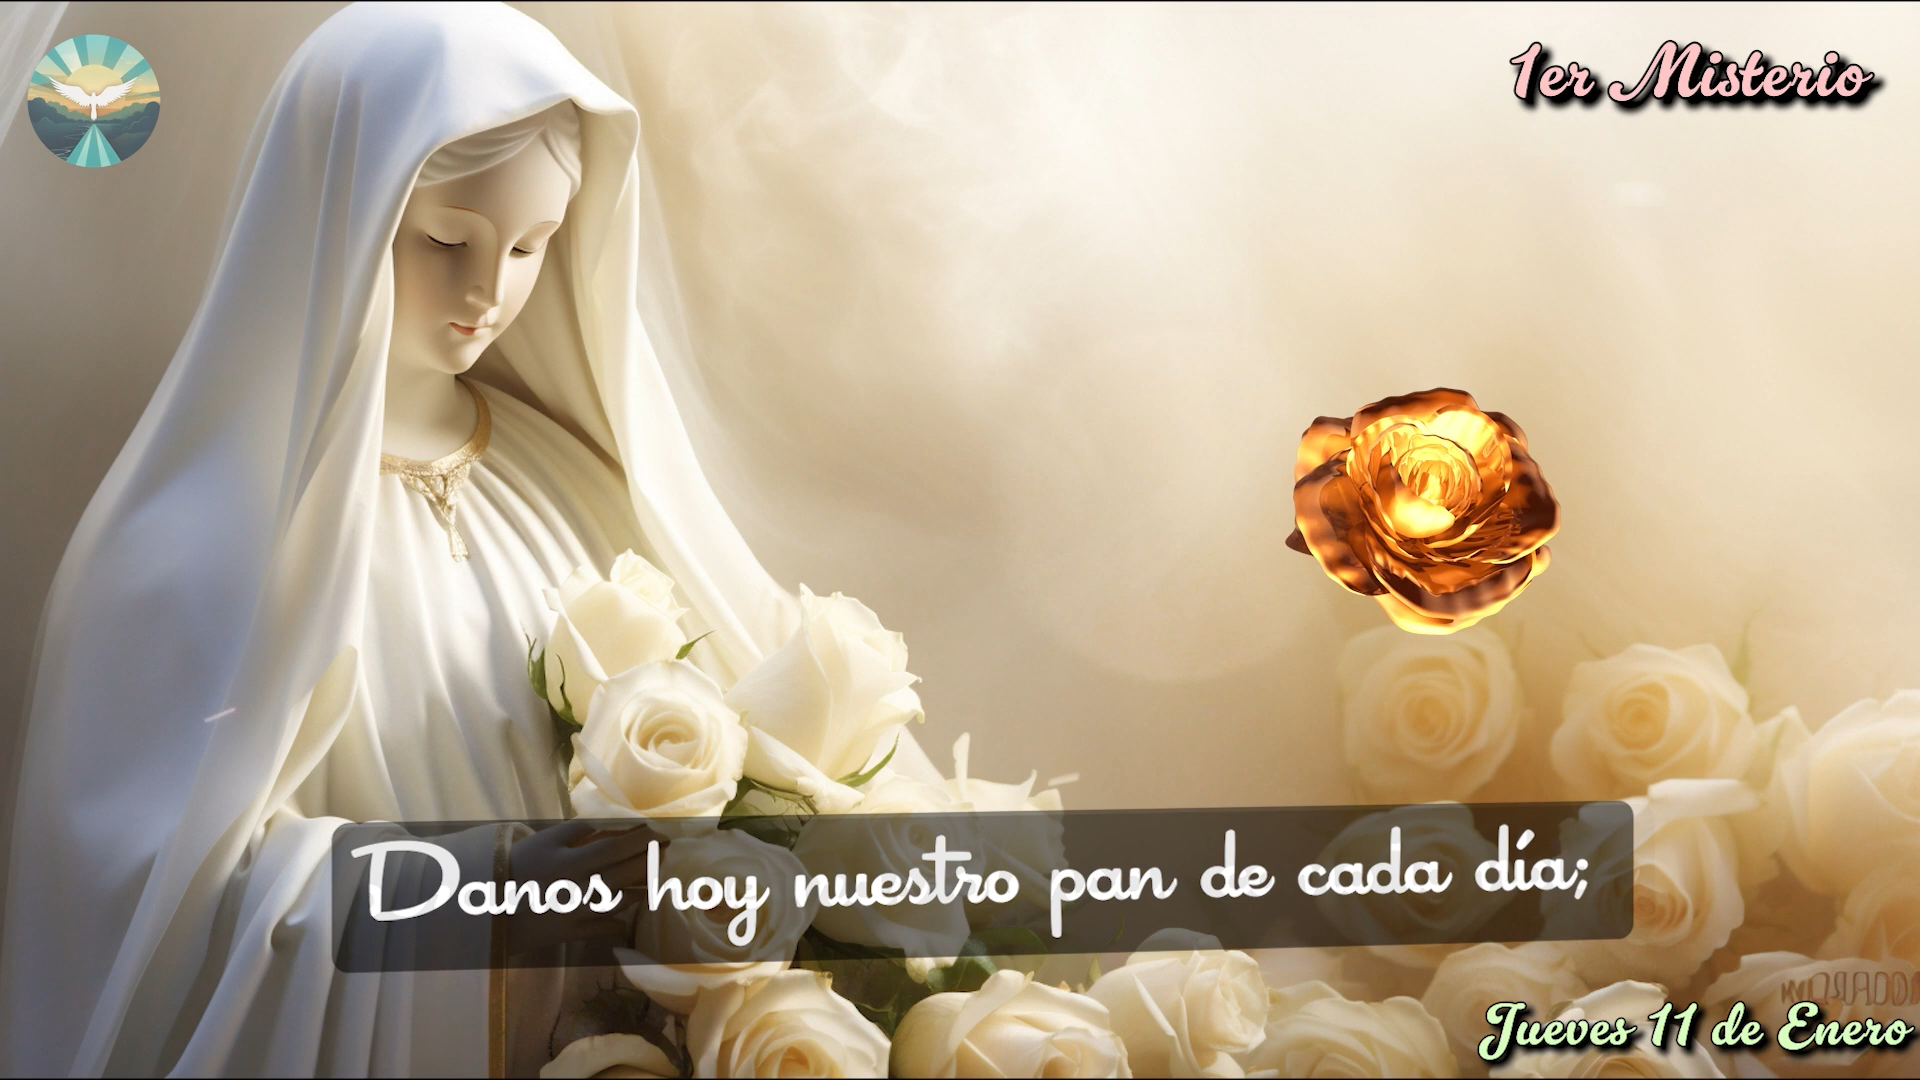 1er Misterio
Danos hoy nuestro pan de cada día;
Jueves 11 de Enero